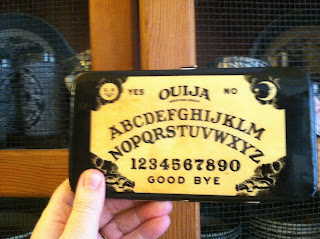 YES OUIJA NO
ABCDEFGHIJKLM
NOPQRSTUVWXYZ
1234567890
GOOD BYE